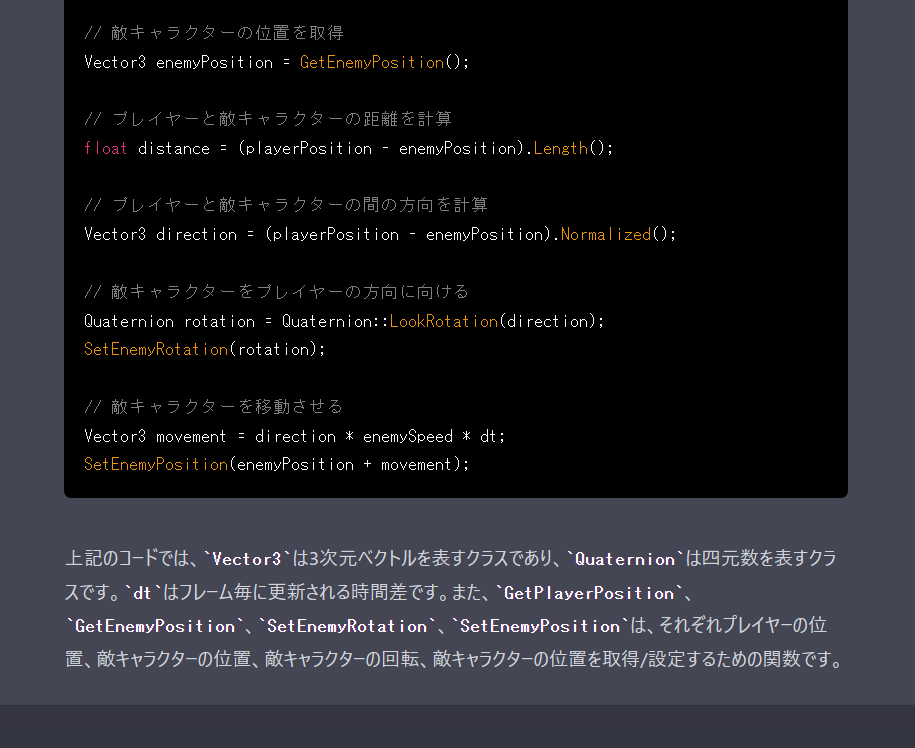 // 敵キャラクターの位置を取得
Vector3 enemyPosition = GetEnemyPosition();
// プレイヤーと敵キャラクターの距離を計算
float distance = (playerPosition - enemyPosition).Length();
// プレイヤーと敵キャラクターの間の方向を計算
Vector3 direction = (playerPosition - enemyPosition).Normalized();
// 敵キャラクターをプレイヤーの方向に向ける
Quaternion rotation = Quaternion::LookRotation(direction);
SetEnemyRotation(rotation);
// 敵キャラクターを移動させる
Vector3 movement = direction * enemySpeed * dt;
SetEnemyPosition(enemyPosition + movement);
上記のコードでは、`Vector3`は3次元ベクトルを表すクラスであり、`Quaternion`は四元数を表すクラ
スです。`dt`はフレーム毎に更新される時間差です。また、`GetPlayerPosition`、
`GetEnemyPosition`、`SetEnemyRotation`、`SetEnemyPosition`は、それぞれプレイヤーの位
置、敵キャラクターの位置、敵キャラクターの回転、敵キャラクターの位置を取得/設定するための関数です。